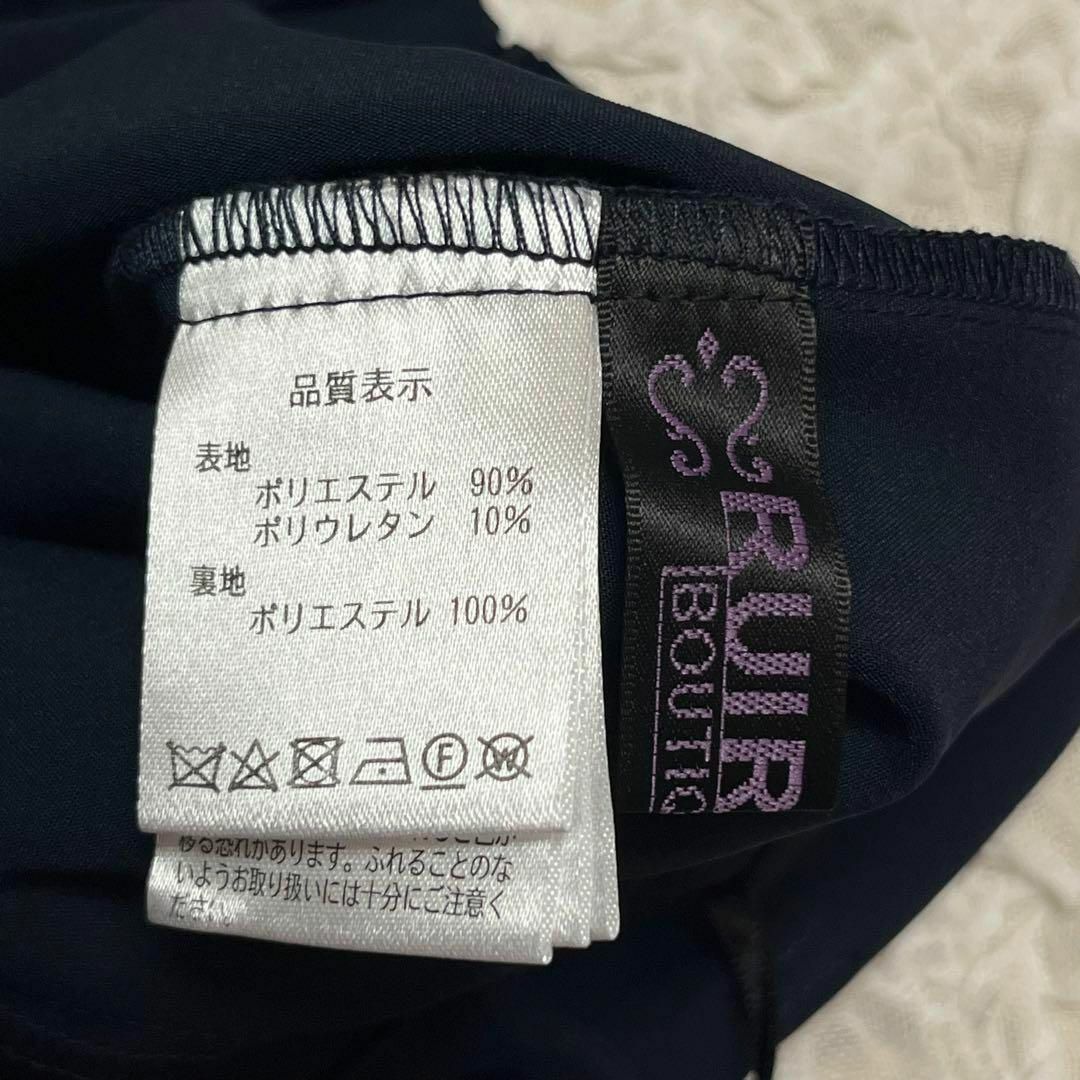 品質表示
表地
ポリエステル 90%
ポリウレタン 10%
裏地
ポリエステル 100%
F
W
移る恐れがあります。ふれることのな
いようお取り扱いには十分にご注意く
ださい
RUIR
BOUTIQ